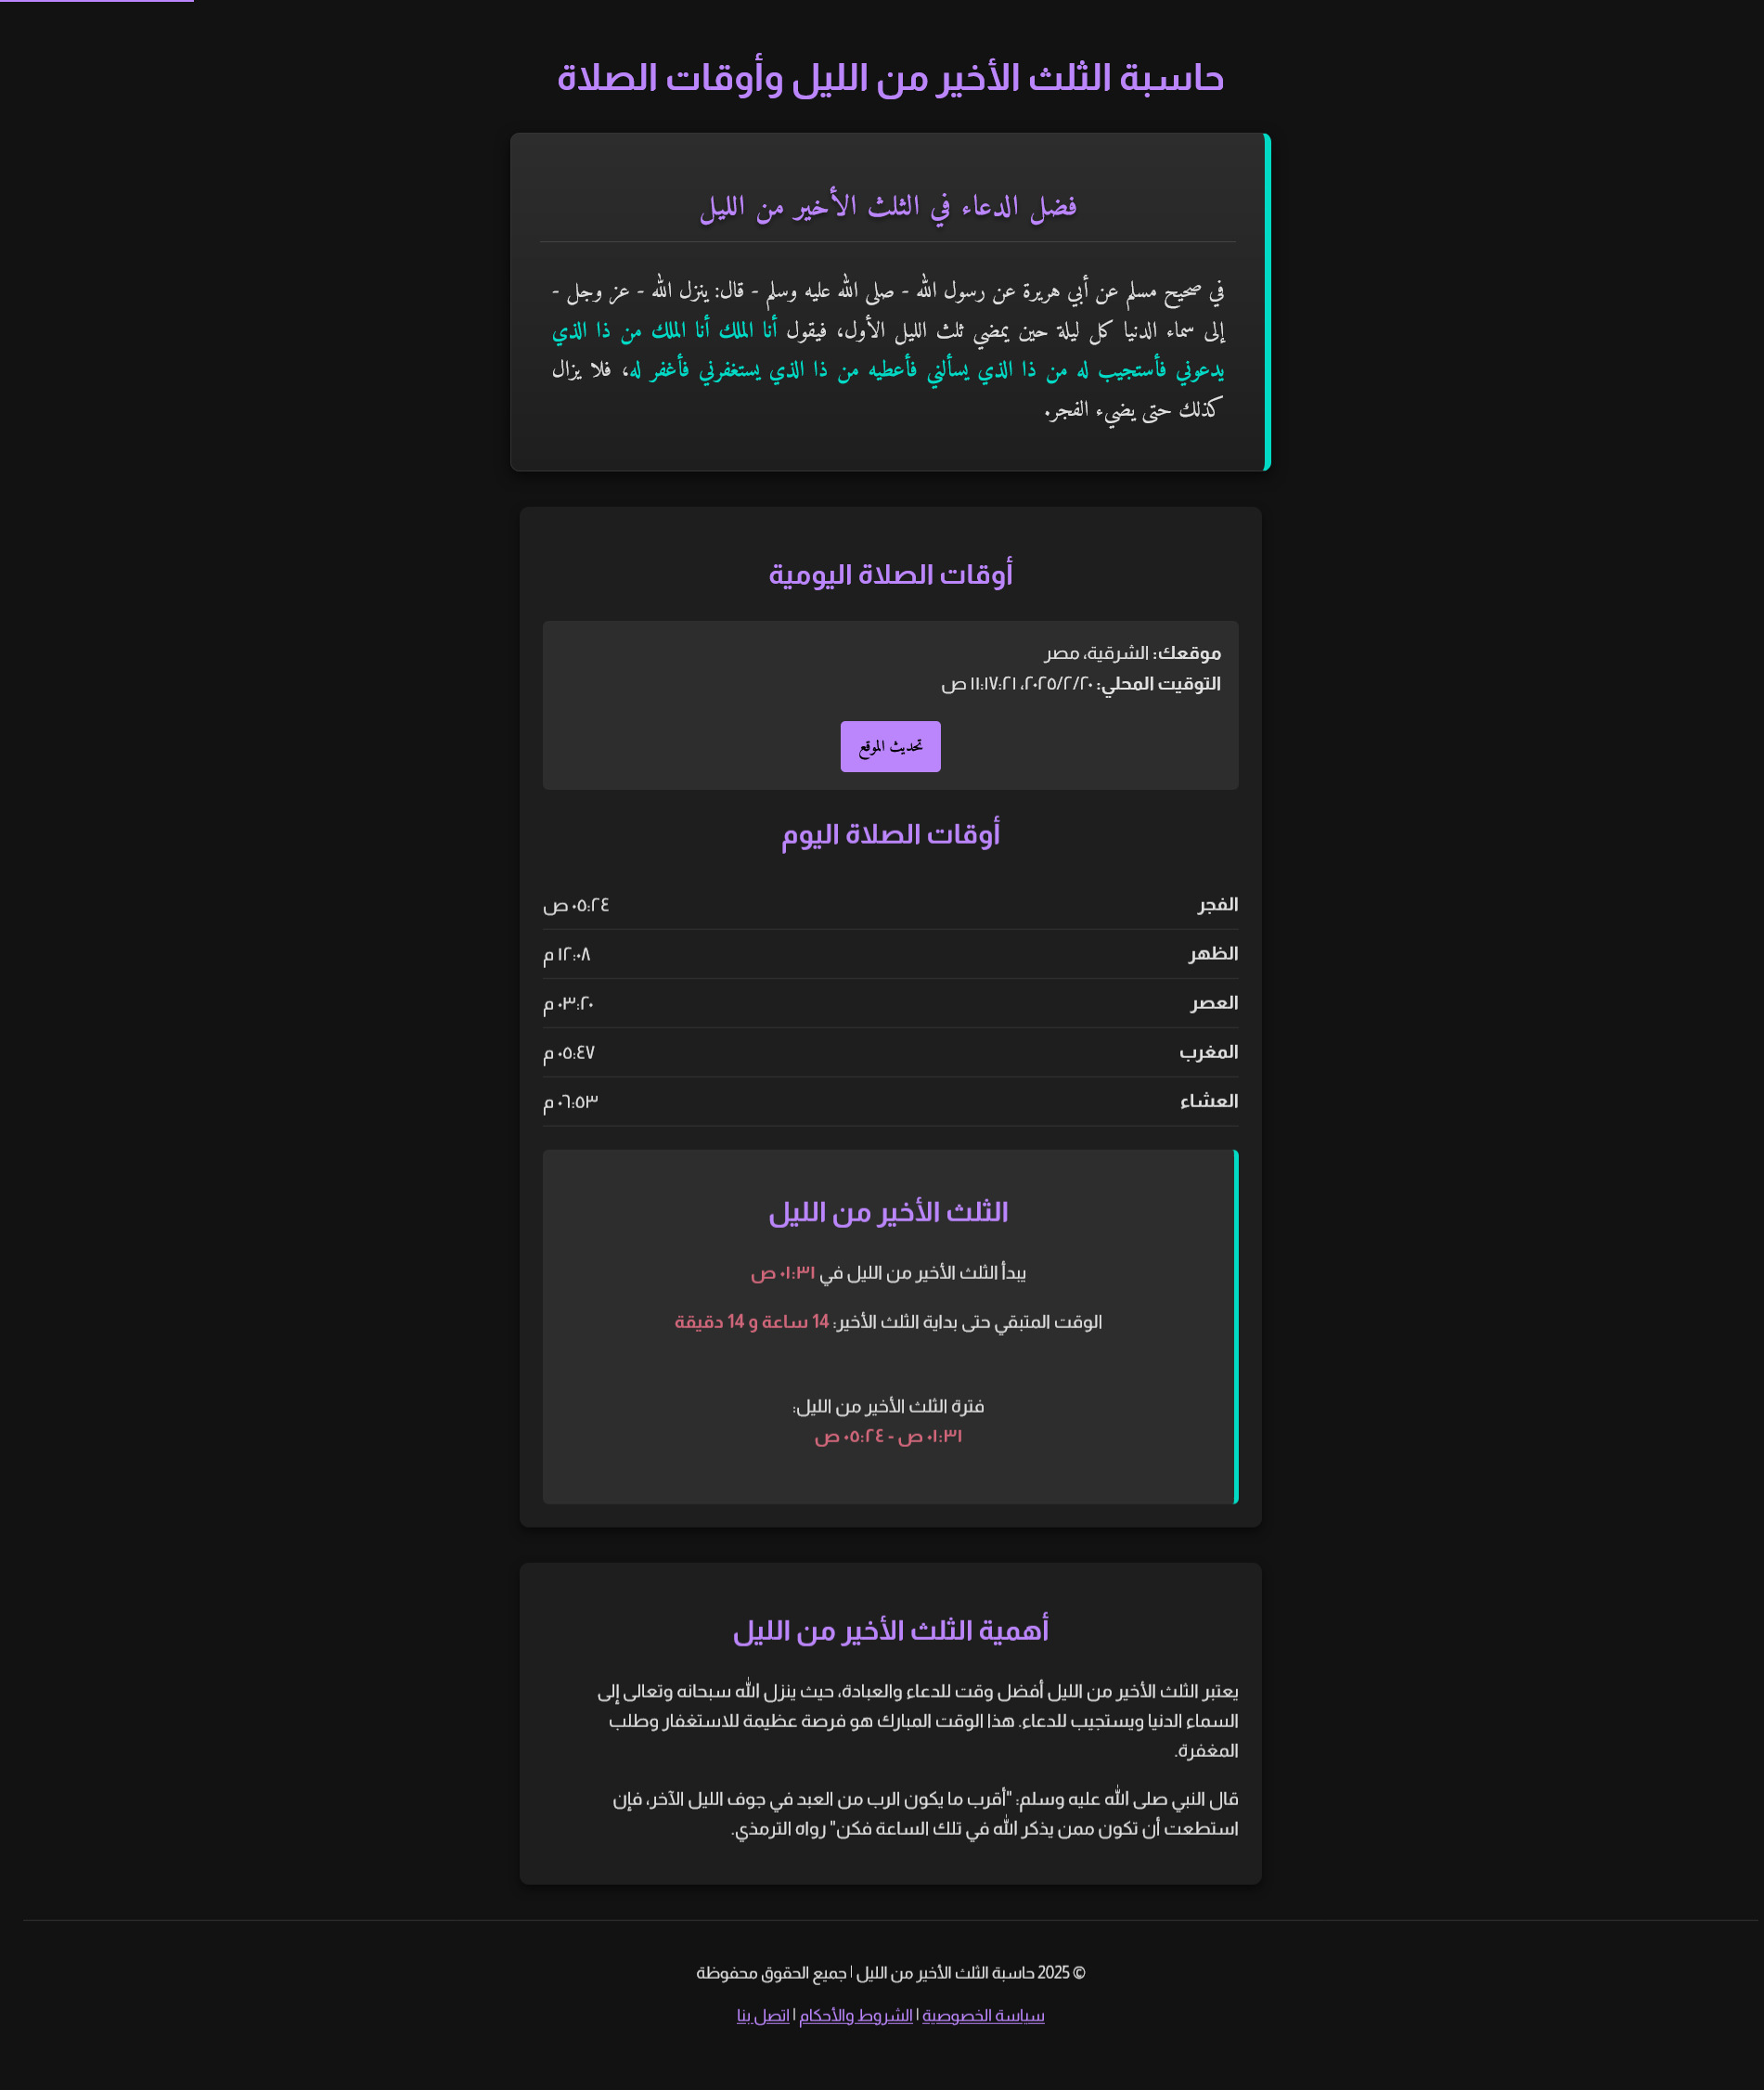 حاسبة الثلث الأخير من الليل وأوقات الصلاة
فضل الدعاء في الثلث الأخير من الليل
في صحيح مسلم عن أبي هريرة عن رسول الله - صلى الله عليه وسلم - قال: ينزل الله - عز وجل -
إلى سماء الدنيا كل ليلة حين يمضي ثلث الليل الأول، فيقول أنا الملك أنا الملك من ذا الذي
يدعوني فأستجيب له من ذا الذي يسألني فأعطيه من ذا الذي يستغفرني فأغفر له، فلا يزال
كذلك حتى يضيء الفجر.
أوقات الصلاة اليومية
موقعك: الشرقية، مصر
التوقيت المحلي: ٢٠‏/٢‏/٢٠٢٥، ١١:١٧:٢١ ص
تحديث الموقع
أوقات الصلاة اليوم
الفجر ٠٥:٢٤ ص
الظهر ١٢:٠٨ م
العصر ٠٣:٢٠ م
المغرب ٠٥:٤٧ م
العشاء ٠٦:٥٣ م
الثلث الأخير من الليل
يبدأ الثلث الأخير من الليل في ٠١:٣١ ص
الوقت المتبقي حتى بداية الثلث الأخير: 14 ساعة و 14 دقيقة
فترة الثلث الأخير من الليل:
٠١:٣١ ص - ٠٥:٢٤ ص
أهمية الثلث الأخير من الليل
يعتبر الثلث الأخير من الليل أفضل وقت للدعاء والعبادة، حيث ينزل الله سبحانه وتعالى إلى
السماء الدنيا ويستجيب للدعاء. هذا الوقت المبارك هو فرصة عظيمة للاستغفار وطلب
المغفرة.
قال النبي صلى الله عليه وسلم: "أقرب ما يكون الرب من العبد في جوف الليل الآخر، فإن
استطعت أن تكون ممن يذكر الله في تلك الساعة فكن" رواه الترمذي.
© 2025 حاسبة الثلث الأخير من الليل | جميع الحقوق محفوظة
سياسة الخصوصية | الشروط والأحكام | اتصل بنا